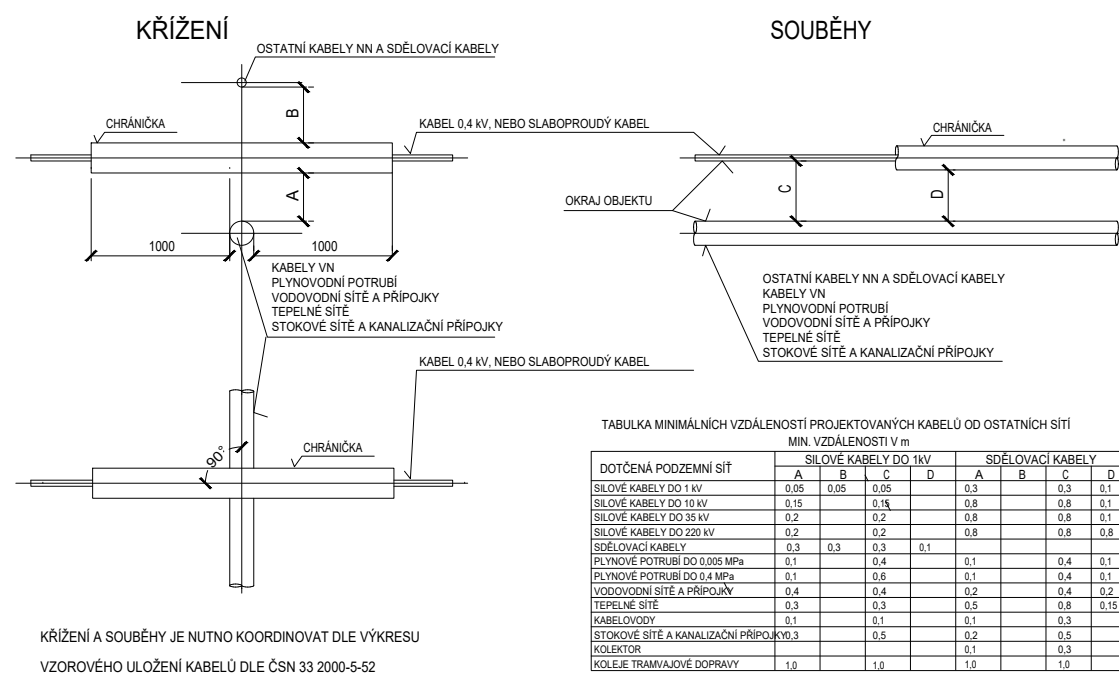 KŘÍŽENÍ
OSTATNÍ KABELY NN A SDĚLOVACÍ KABELY
B
CHRÁNIČKA
KABEL 0,4 kV, NEBO SLABOPROUDÝ KABEL
A
1000 1000
KABELY VN
PLYNOVODNÍ POTRUBÍ
VODOVODNÍ SÍTĚ A PŘÍPOJKY
TEPELNÉ SÍTĚ
STOKOVÉ SÍTĚ A KANALIZAČNÍ PŘÍPOJKY
KABEL 0,4 kV, NEBO SLABOPROUDÝ KABEL
CHRÁNIČKA
90°
KŘÍŽENÍ A SOUBĚHY JE NUTNO KOORDINOVAT DLE VÝKRESU
VZOROVÉHO ULOŽENÍ KABELŮ DLE ČSN 33 2000-5-52
SOUBĚHY
CHRÁNIČKA
C D
OKRAJ OBJEKTU
OSTATNÍ KABELY NN A SDĚLOVACÍ KABELY
KABELY VN
PLYNOVODNÍ POTRUBÍ
VODOVODNÍ SÍTĚ A PŘÍPOJKY
TEPELNÉ SÍTĚ
STOKOVÉ SÍTĚ A KANALIZAČNÍ PŘÍPOJKY
TABULKA MINIMÁLNÍCH VZDÁLENOSTÍ PROJEKTOVANÝCH KABELŮ OD OSTATNÍCH SÍTÍ
MIN. VZDÁLENOSTI V m
DOTČENÁ PODZEMNÍ SÍŤ SILOVÉ KABELY DO 1kV SDĚLOVACÍ KABELY
A B C D A B C D
SILOVÉ KABELY DO 1 kV 0,05 0,05 0,05 0,3 0,3 0,1
SILOVÉ KABELY DO 10 kV 0,15 0,15 0,8 0,8 0,1
SILOVÉ KABELY DO 35 kV 0,2 0,2 0,8 0,8 0,1
SILOVÉ KABELY DO 220 kV 0,2 0,2 0,8 0,8 0,8
SDĚLOVACÍ KABELY 0,3 0,3 0,3 0,1
PLYNOVÉ POTRUBÍ DO 0,005 MPa 0,1 0,4 0,1 0,4 0,1
PLYNOVÉ POTRUBÍ DO 0,4 MPa 0,1 0,6 0,1 0,4 0,1
VODOVODNÍ SÍTĚ A PŘÍPOJKY 0,4 0,4 0,2 0,4 0,2
TEPELNÉ SÍTĚ 0,3 0,3 0,5 0,8 0,15
KABELOVODY 0,1 0,1 0,1 0,3
STOKOVÉ SÍTĚ A KANALIZAČNÍ PŘÍPOJKY 0,3 0,5 0,2 0,5
KOLEKTOR 0,1 0,3
KOLEJE TRAMVAJOVÉ DOPRAVY 1,0 1,0 1,0 1,0